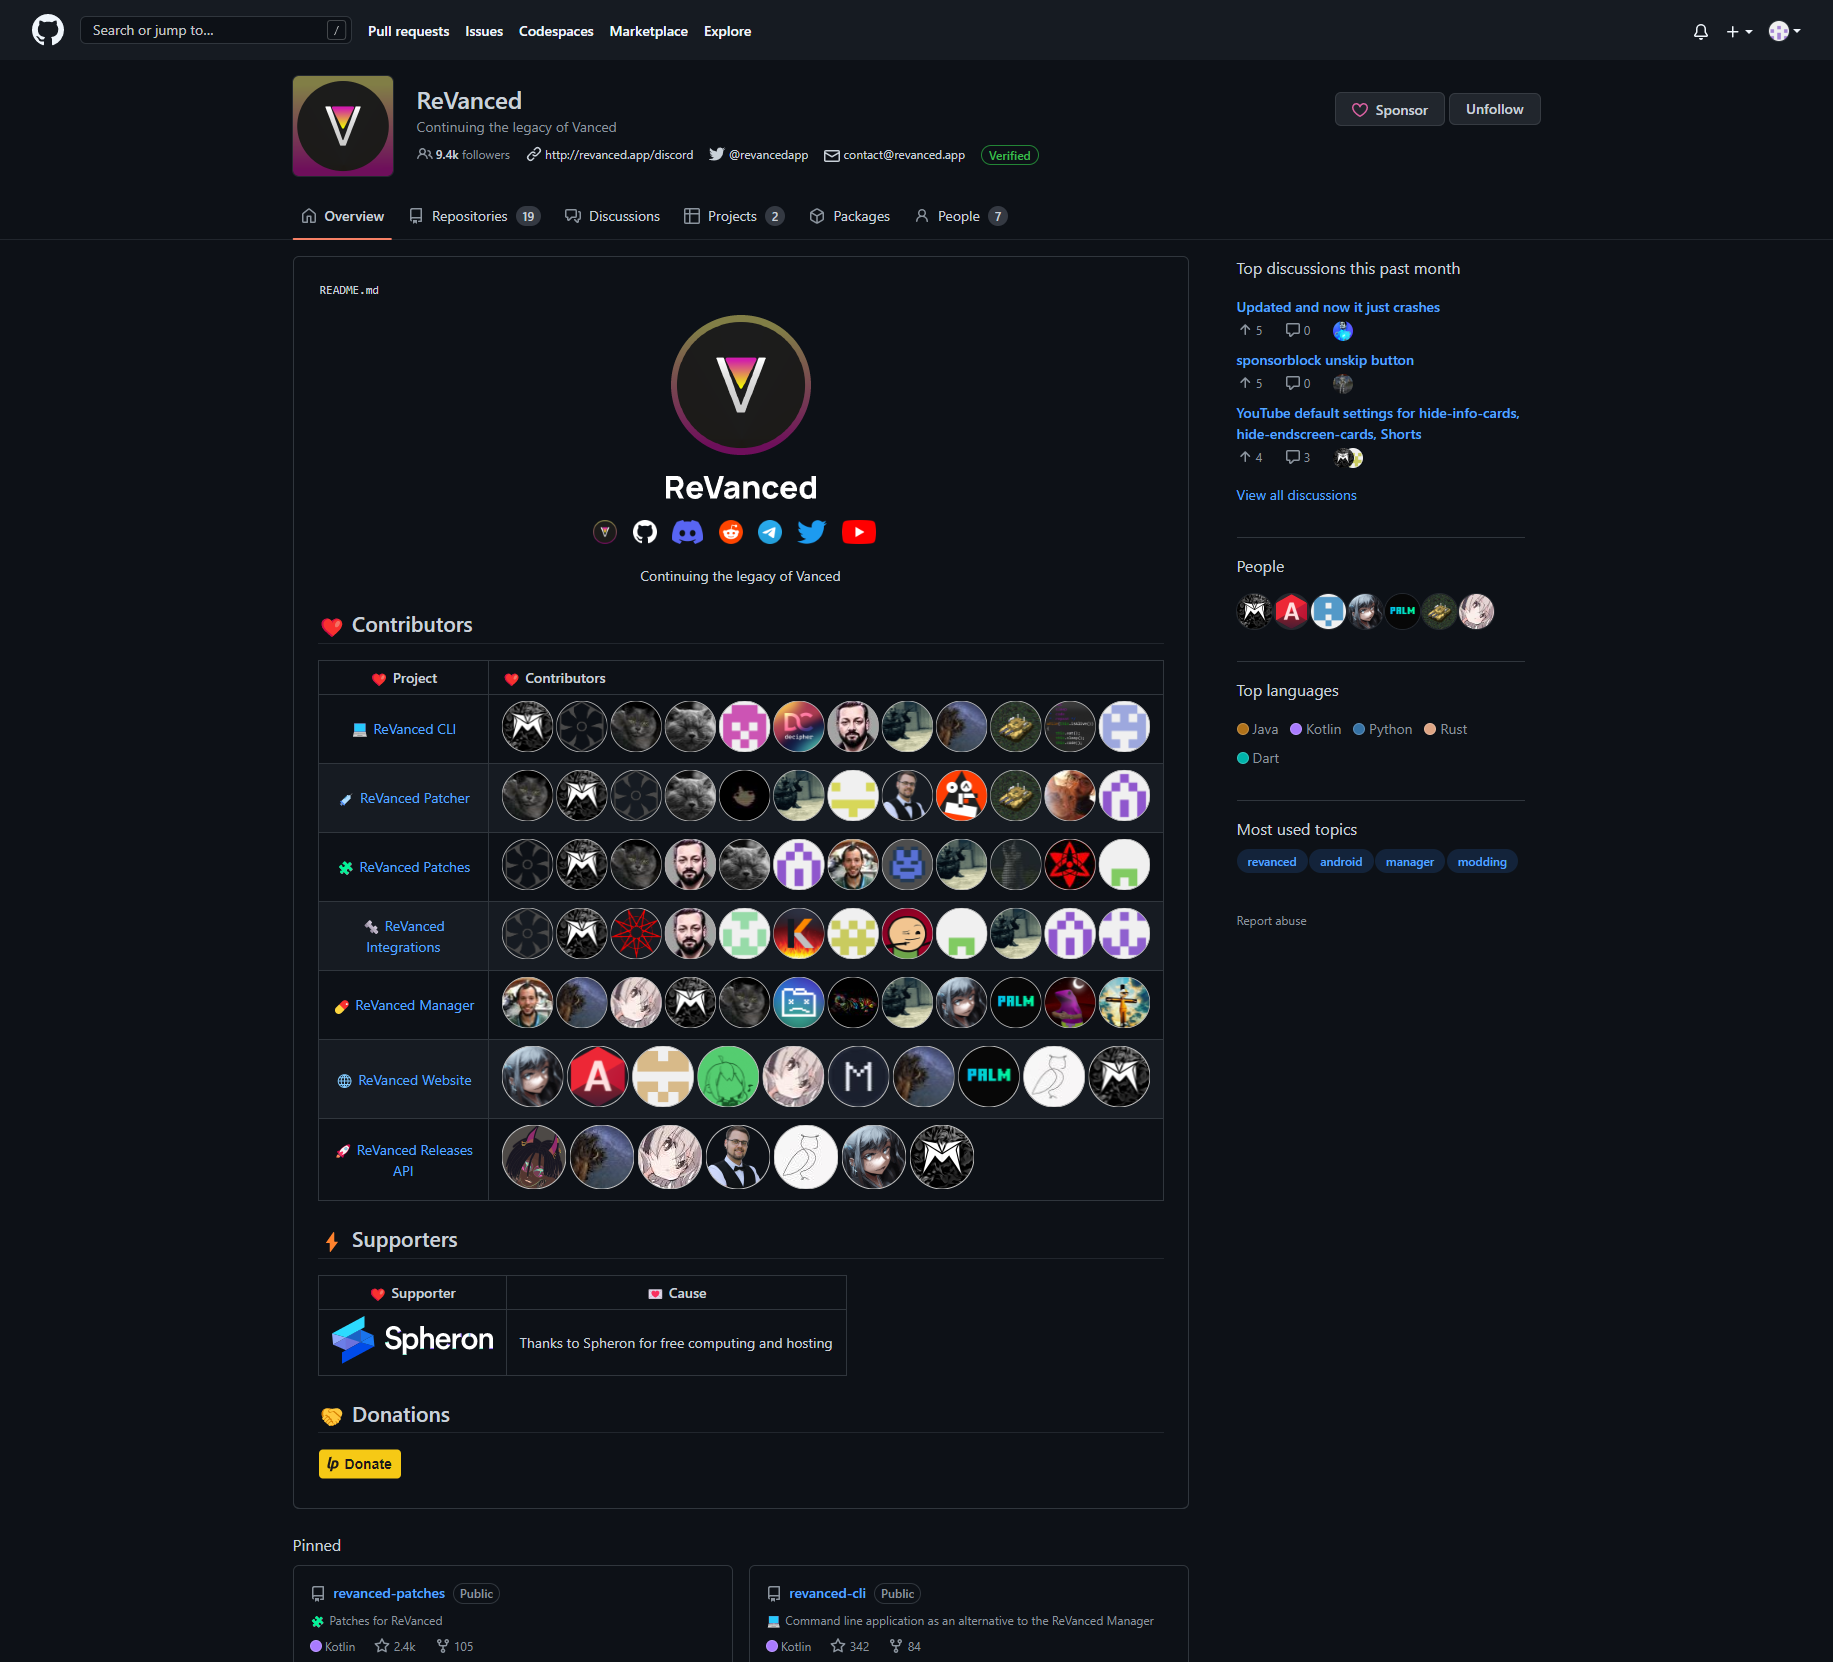 Search or jump to... /
Pull requests Issues Codespaces Marketplace Explore
ReVanced
Continuing the legacy of Vanced
9.4k followers http://revanced.app/discord @revancedapp contact@revanced.app Verified
Sponsor Unfollow
Overview Repositories 19 Discussions Projects 2 Packages People 7
README.md
ReVanced
Continuing the legacy of Vanced
Contributors
Project Contributors
ReVanced CLI
DC
decipher
ReVanced Patcher
ReVanced Patches
ReVanced
Integrations
K
ReVanced Manager
PALM
ReVanced Website
A
M
PALM
ReVanced Releases
API
Supporters
Supporter Cause
Spheron Thanks to Spheron for free computing and hosting
Donations
lp Donate
Pinned
revanced-patches Public
Patches for ReVanced
Kotlin 2.4k 105
revanced-cli Public
Command line application as an alternative to the ReVanced Manager
Kotlin 342 84
Top discussions this past month
Updated and now it just crashes
5 0
sponsorblock unskip button
5 0
YouTube default settings for hide-info-cards,
hide-endscreen-cards, Shorts
4 3
View all discussions
People
A
PALM
Top languages
Java Kotlin Python Rust
Dart
Most used topics
revanced android manager modding
Report abuse